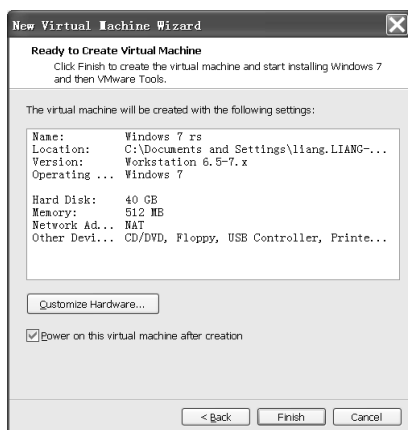 New Virtual Machine Wizard
Ready to Create Virtual Machine
Click Finish to create the virtual machine and start installing Windows 7
and then VMware Tools.
The virtual machine will be created with the following settings:
Name: Windows 7 rs
Location: C:\Documents and Settings\liang.LIANG-...
Version: Workstation 6.5-7.x
Operating ... Windows 7
Hard Disk: 40 GB
Memory: 512 MB
Network Ad... NAT
Other Devi... CD/DVD, Floppy, USB Controller, Printe...
Customize Hardware...
Power on this virtual machine after creation
< Back Finish Cancel